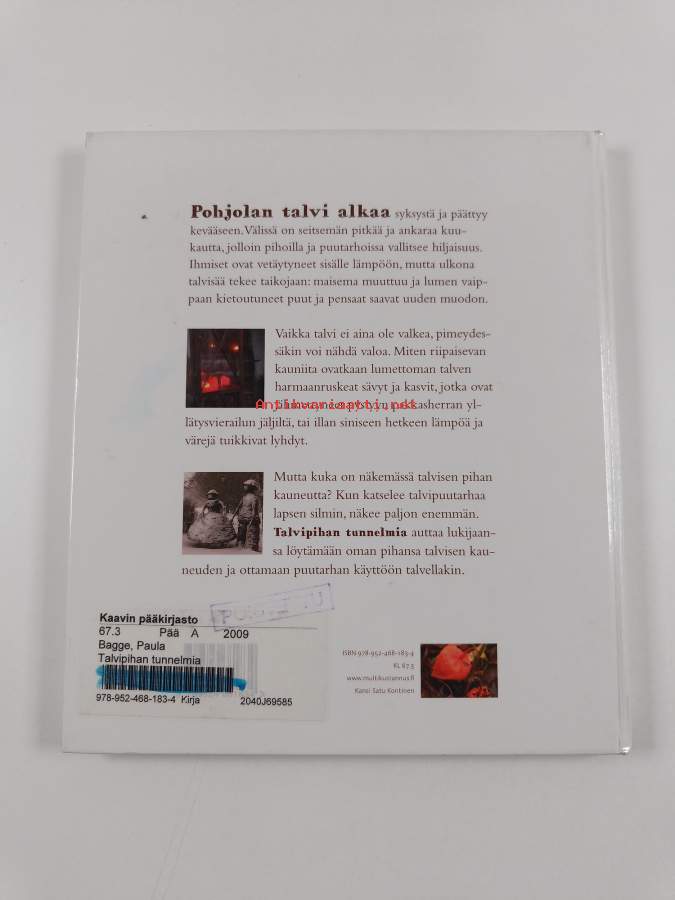 Pohjolan talvi alkaa syksystä ja päättyy
kevääseen. Välissä on seitsemän pitkää ja ankaraa kuu-
kautta, jolloin pihoilla ja puutarhoissa vallitsee hiljaisuus.
Ihmiset ovat vetäytyneet sisälle lämpöön, mutta ulkona
talvisää tekee taikojaan: maisema muuttuu ja lumen vaip-
paan kietoutuneet puut ja pensaat saavat uuden muodon.
Vaikka talvi ei aina ole valkea, pimeydes-
säkin voi nähdä valoa. Miten riipaisevan
kauniita ovatkaan lumettoman talven
harmaanruskeat sävyt ja kasvit, jotka ovat
Antikvariaatti.net
pakkasherran yl-
lätysvierailun jäljiltä, tai illan siniseen hetkeen lämpöä ja
värejä tuikkivat lyhdyt.
Mutta kuka on näkemässä talvisen pihan
kauneutta? Kun katselee talvipuutarhaa
lapsen silmin, näkee paljon enemmän.
Talvipihan tunnelmia auttaa lukijaan-
sa löytämään oman pihansa talvisen kau-
neuden ja ottamaan puutarhan käyttöön talvellakin.
Kaavin pääkirjasto
67.3 Pää A 2009
Bagge, Paula
Talvipihan tunnelmia
978-952-468-183-4 Kirja 2040J69585
ISBN 978-952-468-183-4
KL 67.3
www.multikustannus.fi
Kansi Satu Kontinen